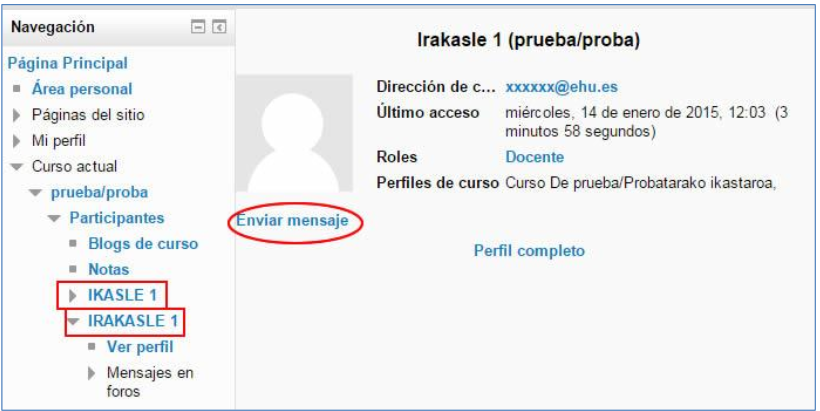 Navegación
Página Principal
Área personal
Páginas del sitio
Mi perfil
Curso actual
prueba/proba
Participantes
Blogs de curso
Notas
IKASLE 1
IRAKASLE 1
Ver perfil
Mensajes en
foros
Irakasle 1 (prueba/proba)
Dirección de c... xxxxxx@ehu.es
Último acceso miércoles, 14 de enero de 2015, 12:03 (3
minutos 58 segundos)
Roles Docente
Perfiles de curso Curso De prueba/Probatarako ikastaroa,
Enviar mensaje
Perfil completo